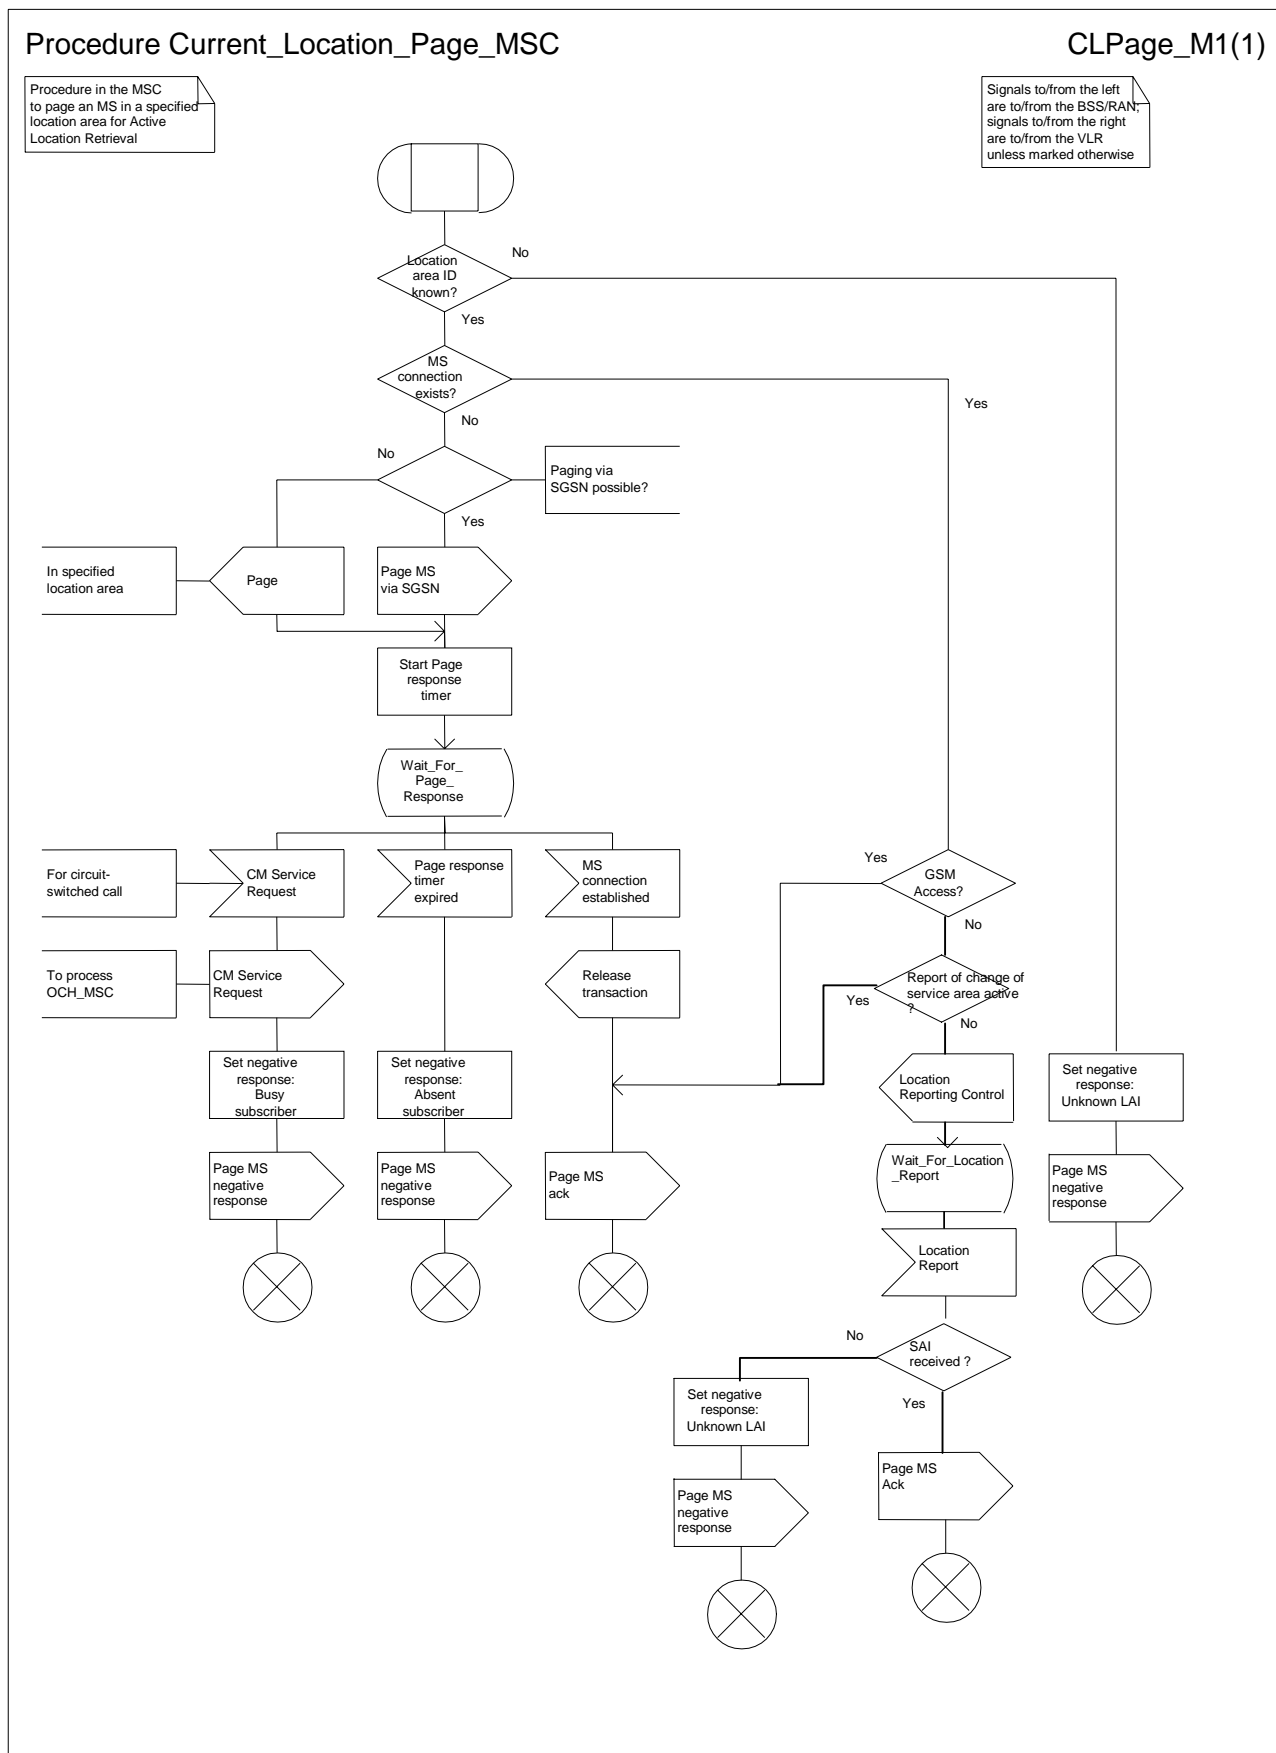 Procedure Current_Location_Page_MSC
CLPage_M1(1)
Procedure in the MSC
to page an MS in a specified
location area for Active
Location Retrieval
Signals to/from the left
are to/from the BSS/RAN;
signals to/from the right
are to/from the VLR
unless marked otherwise
Location
area ID
known?
No
Yes
MS
connection
exists?
Yes
No
No
Paging via
SGSN possible?
Yes
In specified
location area
Page
Page MS
via SGSN
Start Page
response
timer
Wait_For_
Page_
Response
For circuit-
switched call
CM Service
Request
Page response
timer
expired
MS
connection
established
Yes
GSM
Access?
No
To process
OCH_MSC
CM Service
Request
Release
transaction
Report of change of
service area active
?
Yes
No
Set negative
response:
Busy
subscriber
Set negative
response:
Absent
subscriber
Location
Reporting Control
Set negative
response:
Unknown LAI
Page MS
negative
response
Page MS
negative
response
Page MS
ack
Wait_For_Location
_Report
Page MS
negative
response
Location
Report
No
SAI
received ?
Yes
Set negative
response:
Unknown LAI
Page MS
Ack
Page MS
negative
response